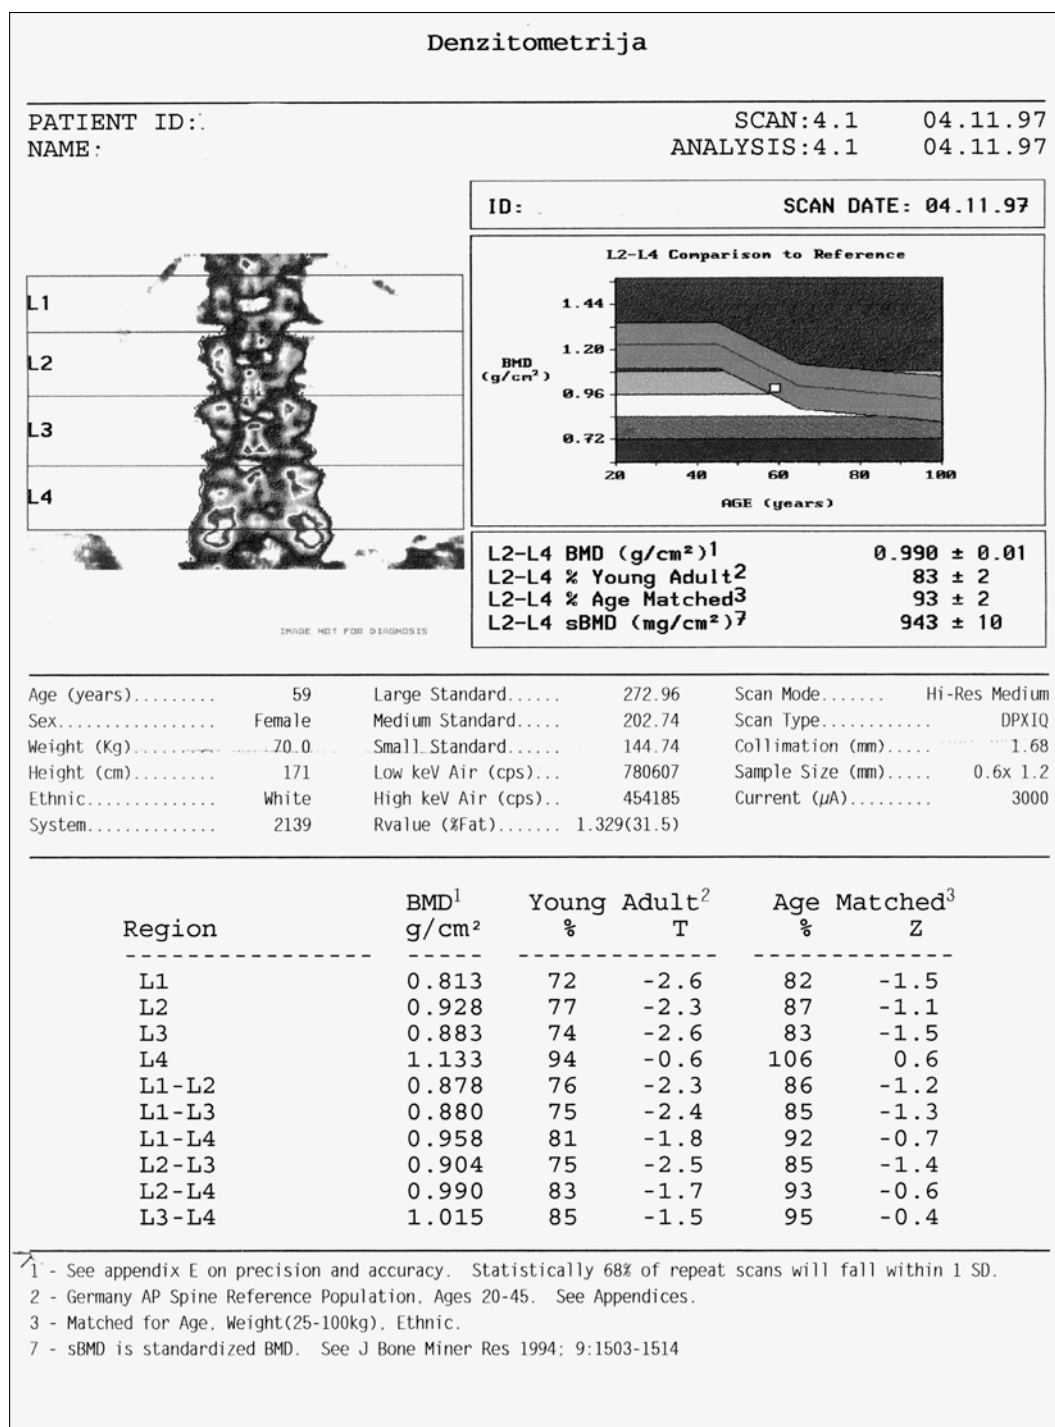 Denzitometrija
PATIENT ID:
NAME:
SCAN:4.1 04.11.97
ANALYSIS:4.1 04.11.97
ID: SCAN DATE: 04.11.97
L1
L2
L3
L4
IMAGE NOT FOR DIAGNOSIS
L2-L4 Comparison to Reference
BMD
(g/cm²)
1.44
1.20
0.96
0.72
20 40 60 80 100
AGE (years)
L2-L4 BMD (g/cm²)1 0.990 ± 0.01
L2-L4 % Young Adult2 83 ± 2
L2-L4 % Age Matched3 93 ± 2
L2-L4 sBMD (mg/cm²)7 943 ± 10
Age (years)......... 59 Large Standard...... 272.96 Scan Mode....... Hi-Res Medium
Sex................. Female Medium Standard..... 202.74 Scan Type............ DPXIQ
Weight (Kg)......... 70.0 Small Standard...... 144.74 Collimation (mm)..... 1.68
Height (cm)......... 171 Low keV Air (cps)... 780607 Sample Size (mm)..... 0.6x 1.2
Ethnic.............. White High keV Air (cps).. 454185 Current (µA)......... 3000
System.............. 2139 Rvalue (%Fat)....... 1.329(31.5)
BMD1 Young Adult2 Age Matched3
Region g/cm² % T % Z
L1 0.813 72 -2.6 82 -1.5
L2 0.928 77 -2.3 87 -1.1
L3 0.883 74 -2.6 83 -1.5
L4 1.133 94 -0.6 106 0.6
L1-L2 0.878 76 -2.3 86 -1.2
L1-L3 0.880 75 -2.4 85 -1.3
L1-L4 0.958 81 -1.8 92 -0.7
L2-L3 0.904 75 -2.5 85 -1.4
L2-L4 0.990 83 -1.7 93 -0.6
L3-L4 1.015 85 -1.5 95 -0.4
1 - See appendix E on precision and accuracy. Statistically 68% of repeat scans will fall within 1 SD.
2 - Germany AP Spine Reference Population, Ages 20-45. See Appendices.
3 - Matched for Age, Weight(25-100kg), Ethnic.
7 - sBMD is standardized BMD. See J Bone Miner Res 1994; 9:1503-1514